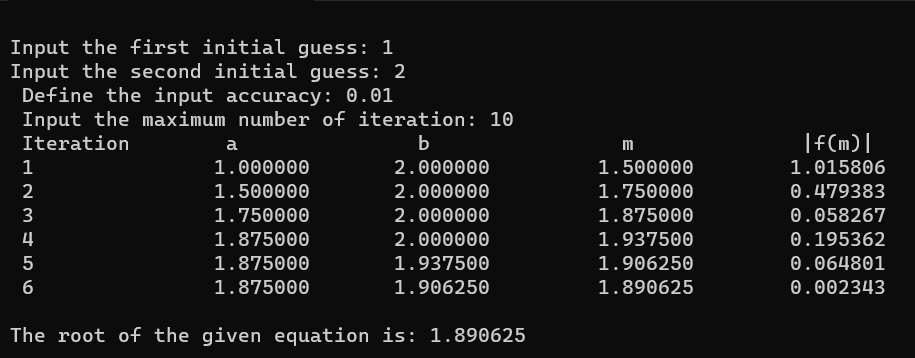 Input the first initial guess: 1
Input the second initial guess: 2
Define the input accuracy: 0.01
Input the maximum number of iteration: 10
Iteration a b m |f(m)|
1 1.000000 2.000000 1.500000 1.015806
2 1.500000 2.000000 1.750000 0.479383
3 1.750000 2.000000 1.875000 0.058267
4 1.875000 2.000000 1.937500 0.195362
5 1.875000 1.937500 1.906250 0.064801
6 1.875000 1.906250 1.890625 0.002343
The root of the given equation is: 1.890625